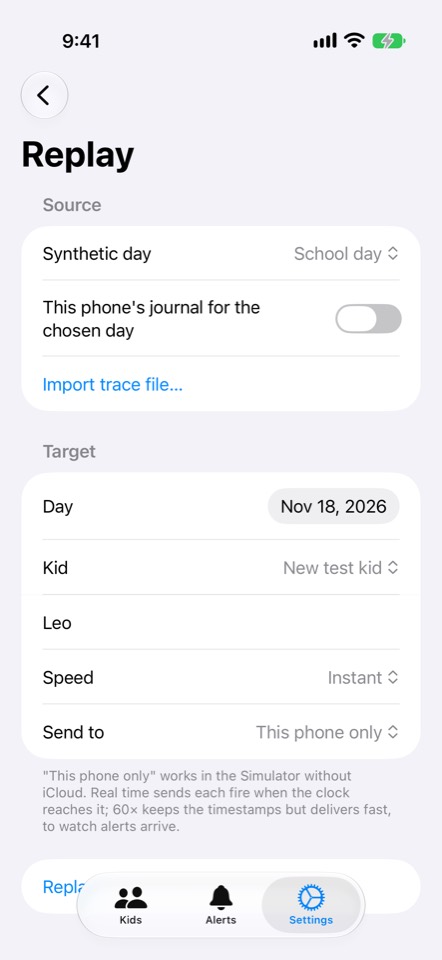 9:41
Replay
Source
Synthetic day School day
This phone's journal for the
chosen day
Import trace file...
Target
Day Nov 18, 2026
Kid New test kid
Leo
Speed Instant
Send to This phone only
"This phone only" works in the Simulator without
iCloud. Real time sends each fire when the clock
reaches it; 60× keeps the timestamps but delivers fast,
to watch alerts arrive.
Kids Alerts Settings